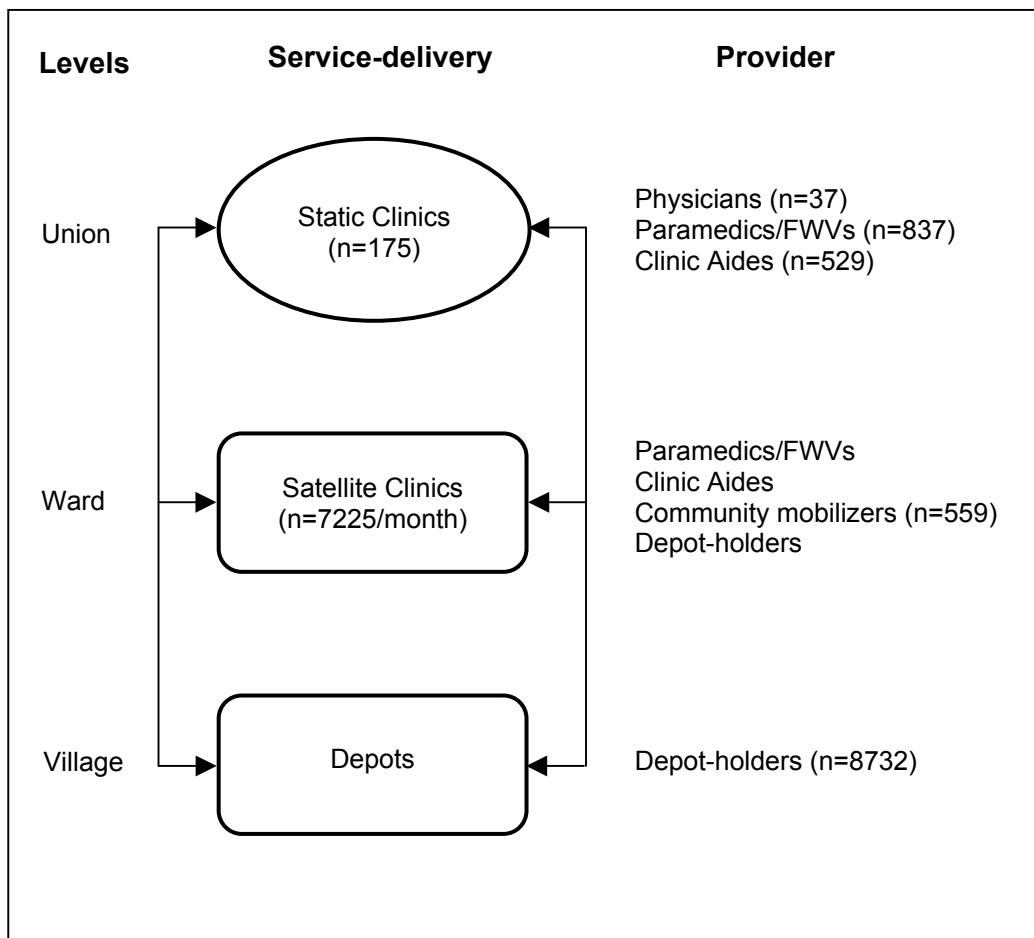 Levels
Service-delivery
Provider
Union
Static Clinics
(n=175)
Physicians (n=37)
Paramedics/FWVs (n=837)
Clinic Aides (n=529)
Ward
Satellite Clinics
(n=7225/month)
Paramedics/FWVs
Clinic Aides
Community mobilizers (n=559)
Depot-holders
Village
Depots
Depot-holders (n=8732)